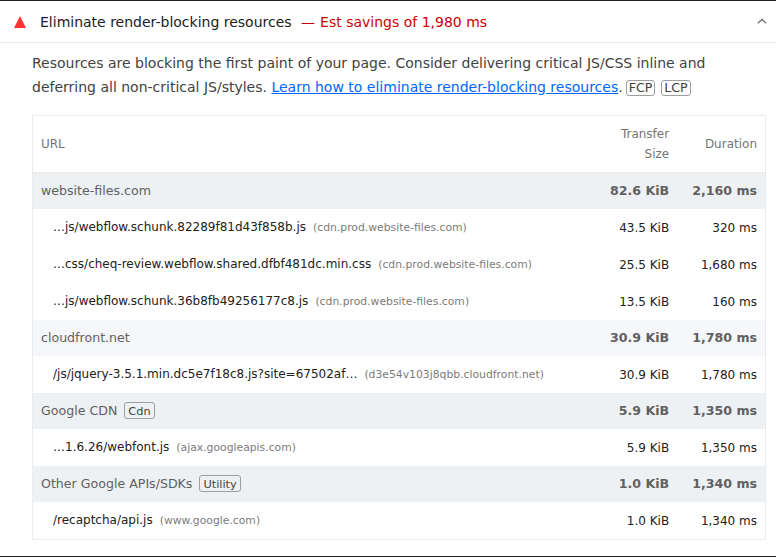 Eliminate render-blocking resources — Est savings of 1,980 ms
Resources are blocking the first paint of your page. Consider delivering critical JS/CSS inline and
deferring all non-critical JS/styles. Learn how to eliminate render-blocking resources. FCP LCP
URL Transfer Size Duration
website-files.com 82.6 KiB 2,160 ms
…js/webflow.schunk.82289f81d43f858b.js (cdn.prod.website-files.com) 43.5 KiB 320 ms
…css/cheq-review.webflow.shared.dfbf481dc.min.css (cdn.prod.website-files.com) 25.5 KiB 1,680 ms
…js/webflow.schunk.36b8fb49256177c8.js (cdn.prod.website-files.com) 13.5 KiB 160 ms
cloudfront.net 30.9 KiB 1,780 ms
/js/jquery-3.5.1.min.dc5e7f18c8.js?site=67502af… (d3e54v103j8qbb.cloudfront.net) 30.9 KiB 1,780 ms
Google CDN Cdn 5.9 KiB 1,350 ms
…1.6.26/webfont.js (ajax.googleapis.com) 5.9 KiB 1,350 ms
Other Google APIs/SDKs Utility 1.0 KiB 1,340 ms
/recaptcha/api.js (www.google.com) 1.0 KiB 1,340 ms